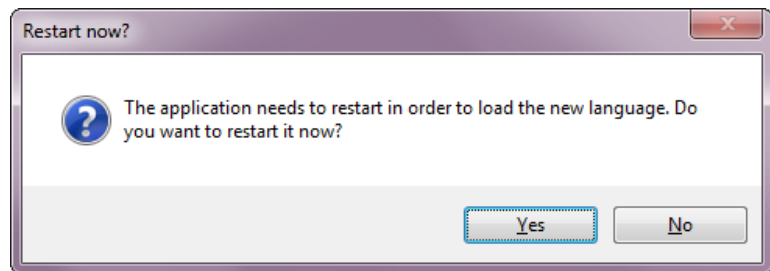 Restart now?
The application needs to restart in order to load the new language. Do
you want to restart it now?
Yes
No